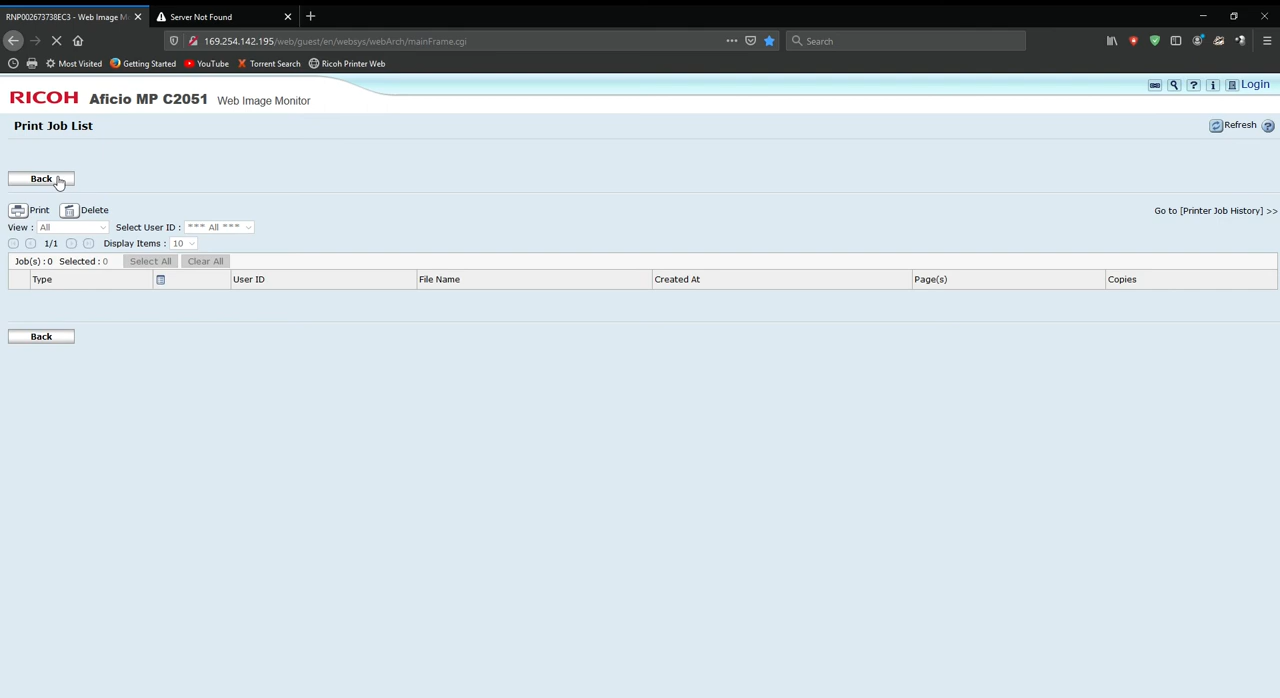 RNP002673738EC3 - Web Image M
Server Not Found
169.254.142.195/web/guest/en/websys/webArch/mainFrame.cgi
Search
Most Visited
Getting Started
YouTube
Torrent Search
Ricoh Printer Web
RICOH Aficio MP C2051 Web Image Monitor
Login
Print Job List
Refresh
Back
Print
Delete
Go to [Printer Job History] >>
View : All
Select User ID : *** All ***
1/1
Display Items : 10
Job(s) : 0 Selected : 0
Select All
Clear All
Type
User ID
File Name
Created At
Page(s)
Copies
Back